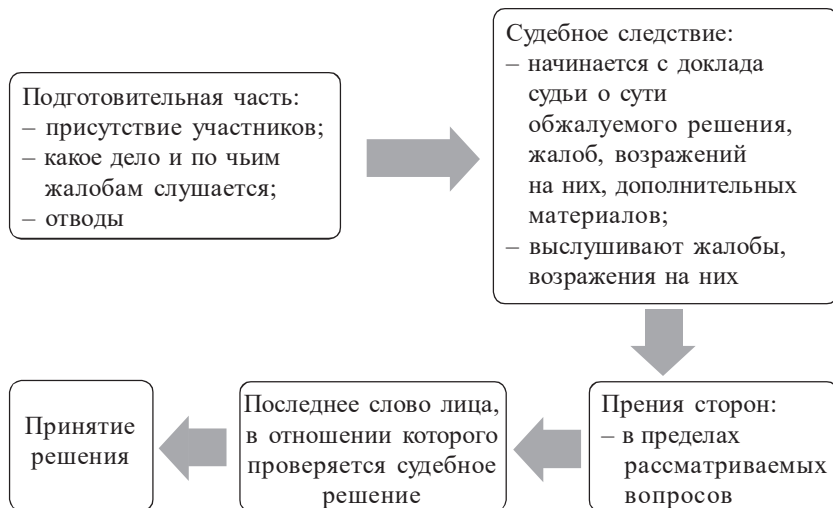 Подготовительная часть:
– присутствие участников;
– какое дело и по чьим
жалобам слушается;
– отводы
Судебное следствие:
– начинается с доклада
судьи о сути
обжалуемого решения,
жалоб, возражений
на них, дополнительных
материалов;
– выслушивают жалобы,
возражения на них
Прения сторон:
– в пределах
рассматриваемых
вопросов
Последнее слово лица,
в отношении которого
проверяется судебное
решение
Принятие
решения